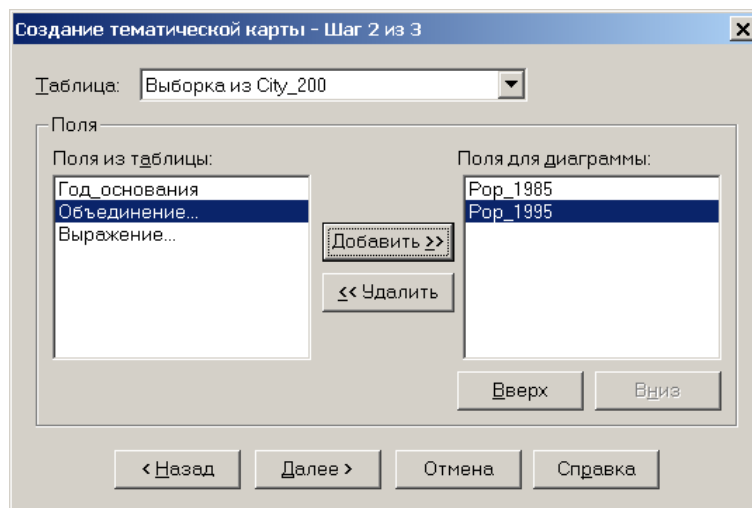 Создание тематической карты - Шаг 2 из 3
Таблица: Выборка из City_200
Поля
Поля из таблицы:
Год_основания
Объединение...
Выражение...
Добавить >>
<< Удалить
Поля для диаграммы:
Pop_1985
Pop_1995
Вверх Вниз
< Назад Далее > Отмена Справка